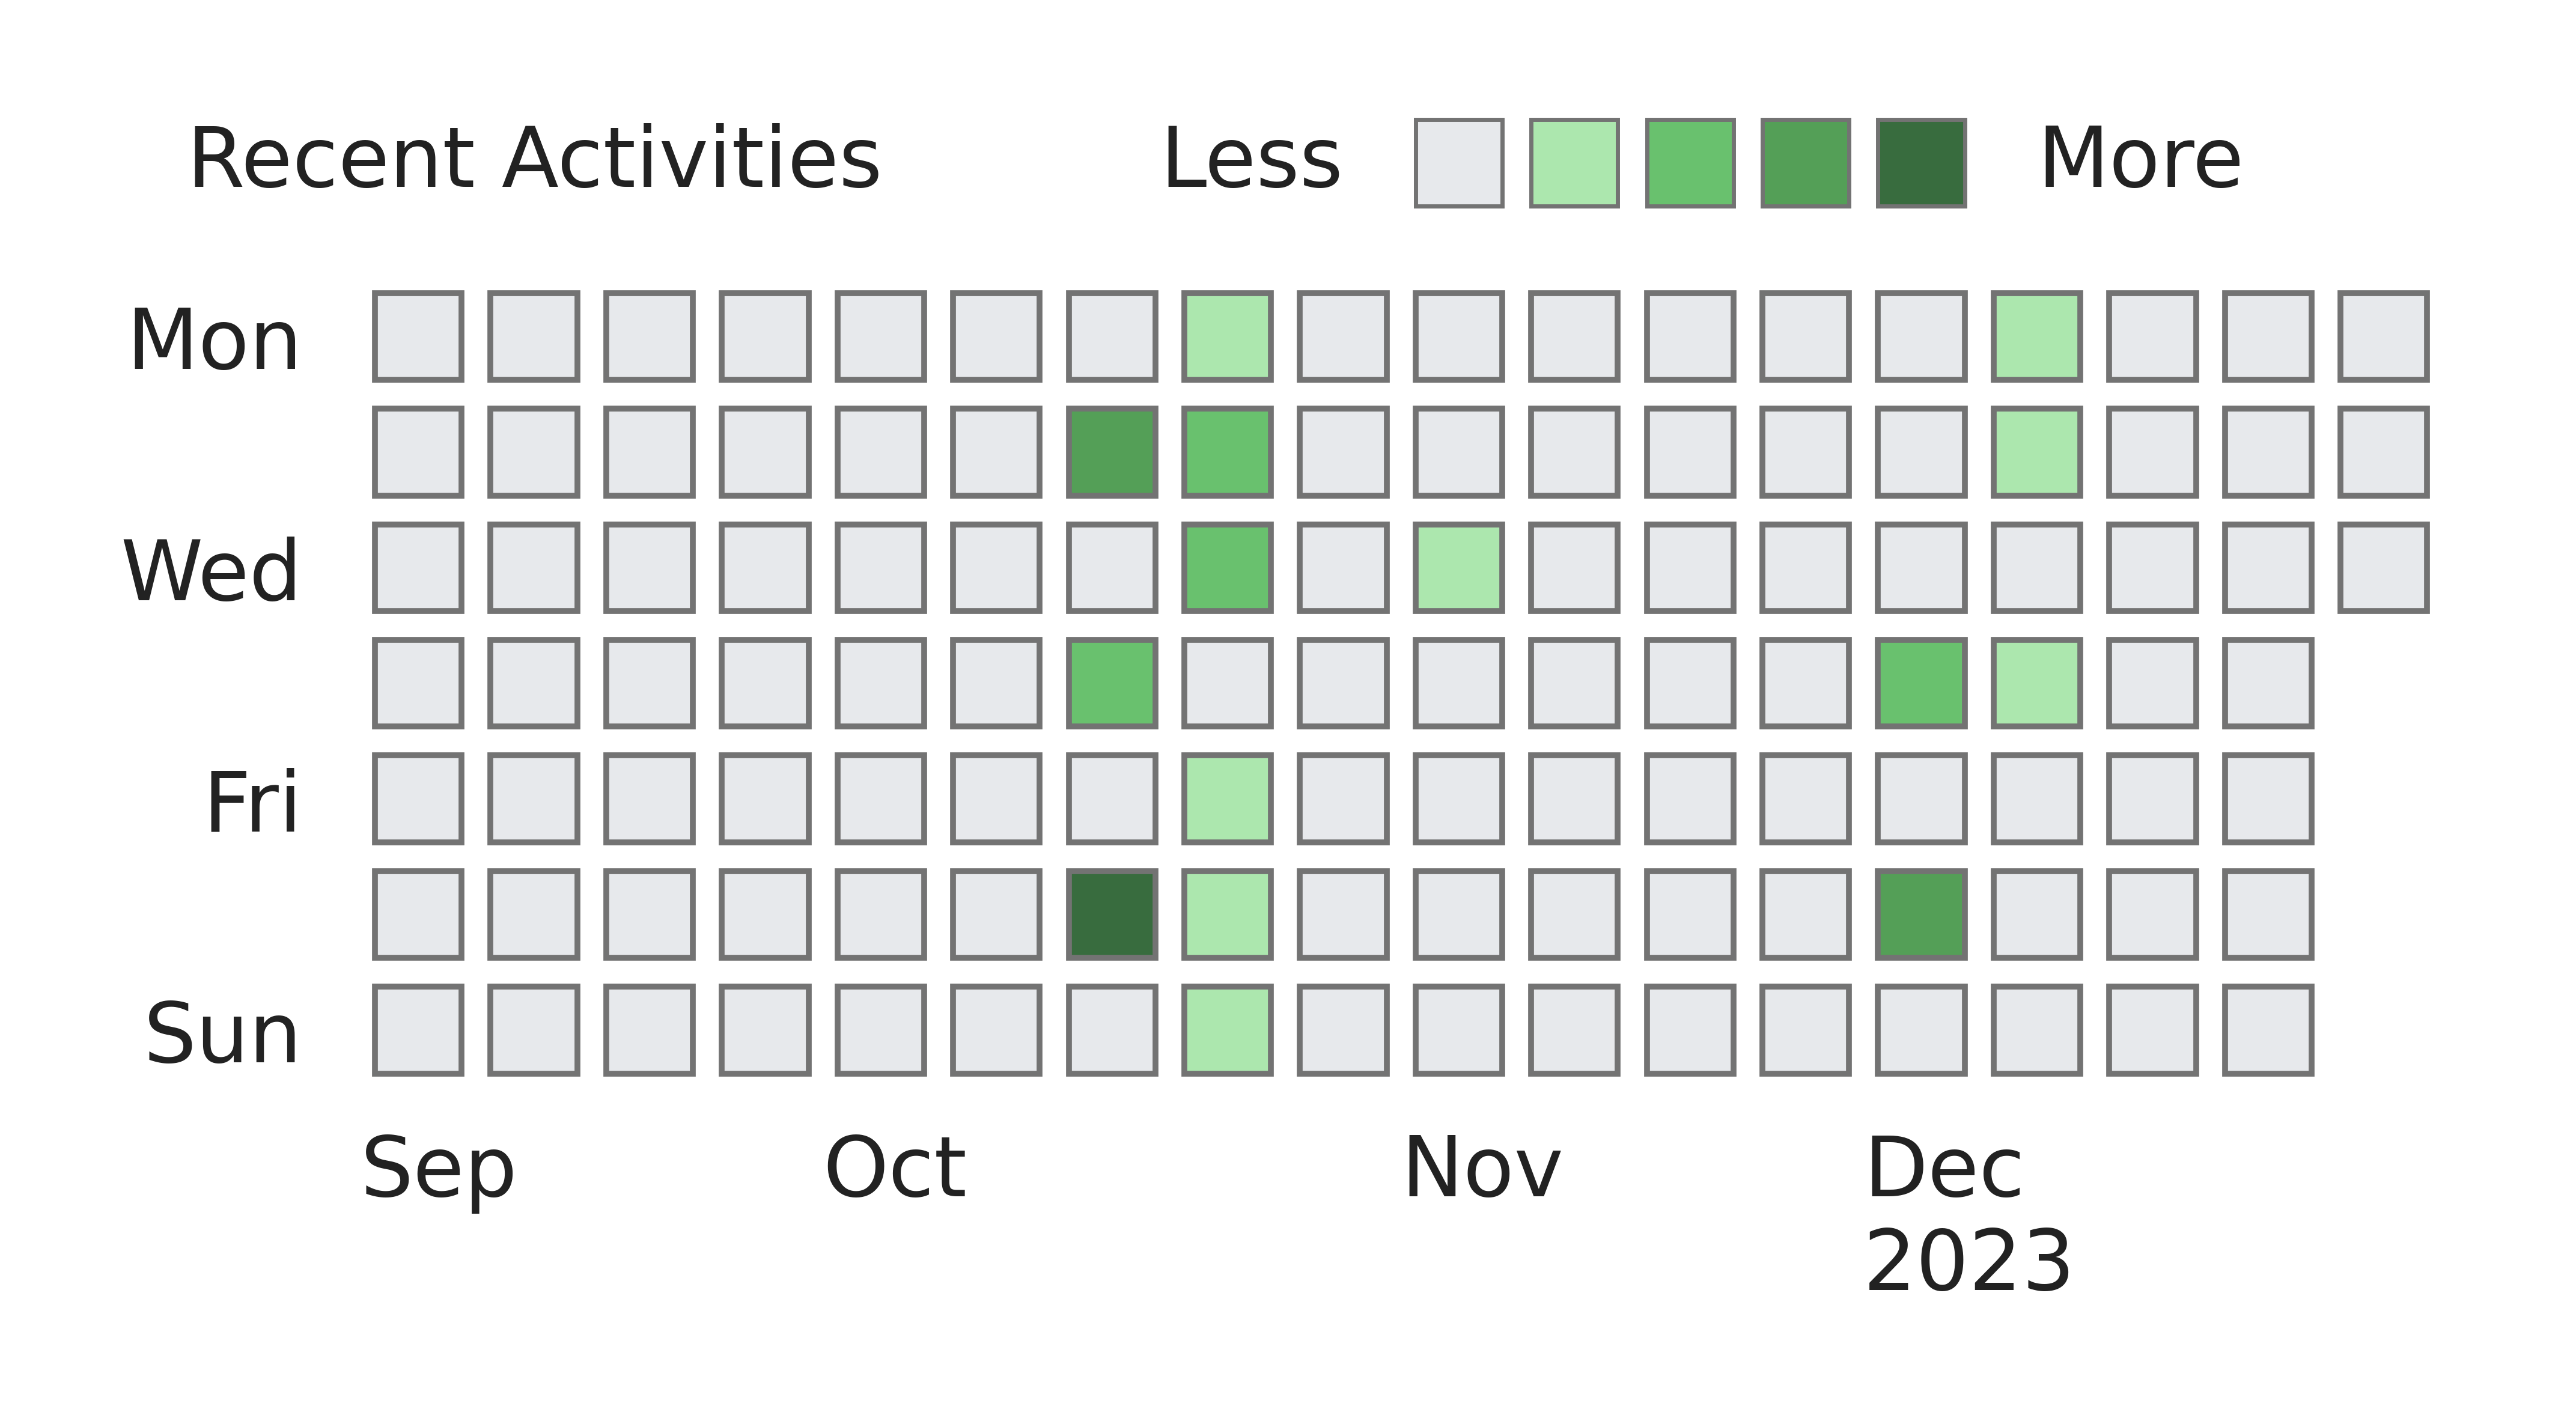 Recent Activities
Less More
Mon
Wed
Fri
Sun
Sep Oct Nov Dec
2023